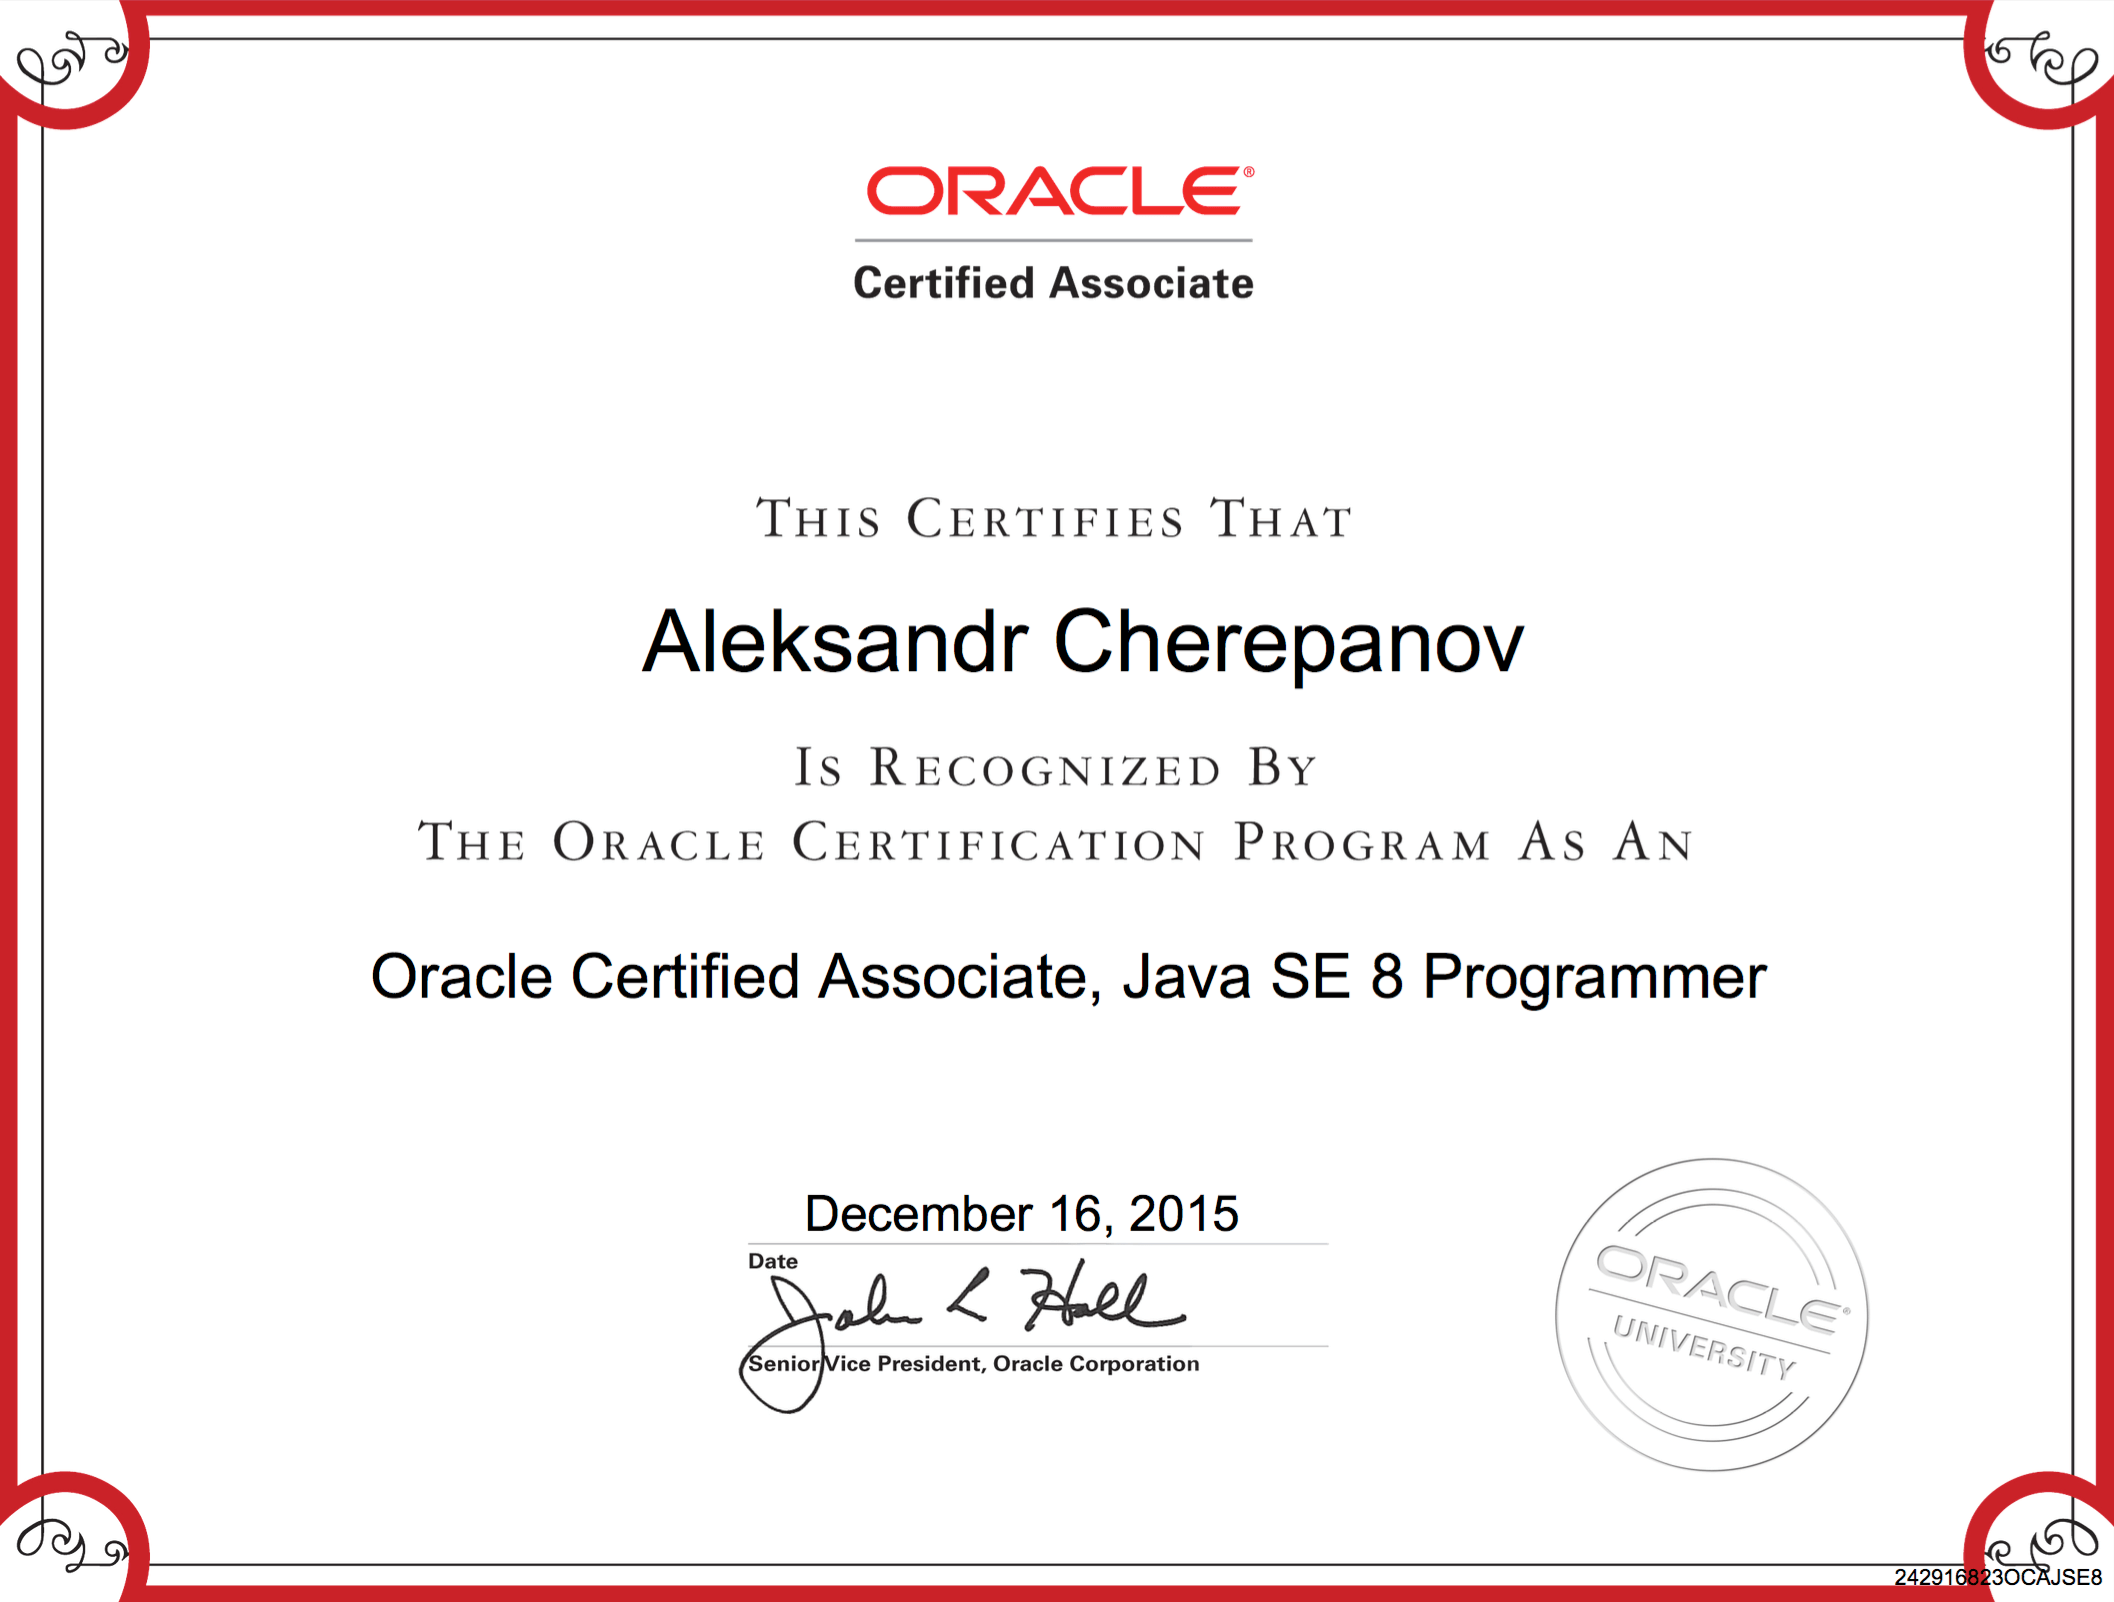 ORACLE®
Certified Associate
THIS CERTIFIES THAT
Aleksandr Cherepanov
IS RECOGNIZED BY
THE ORACLE CERTIFICATION PROGRAM AS AN
Oracle Certified Associate, Java SE 8 Programmer
December 16, 2015
Date
John L Hall
Senior Vice President, Oracle Corporation
ORACLE®
UNIVERSITY
242916823OCAJSE8